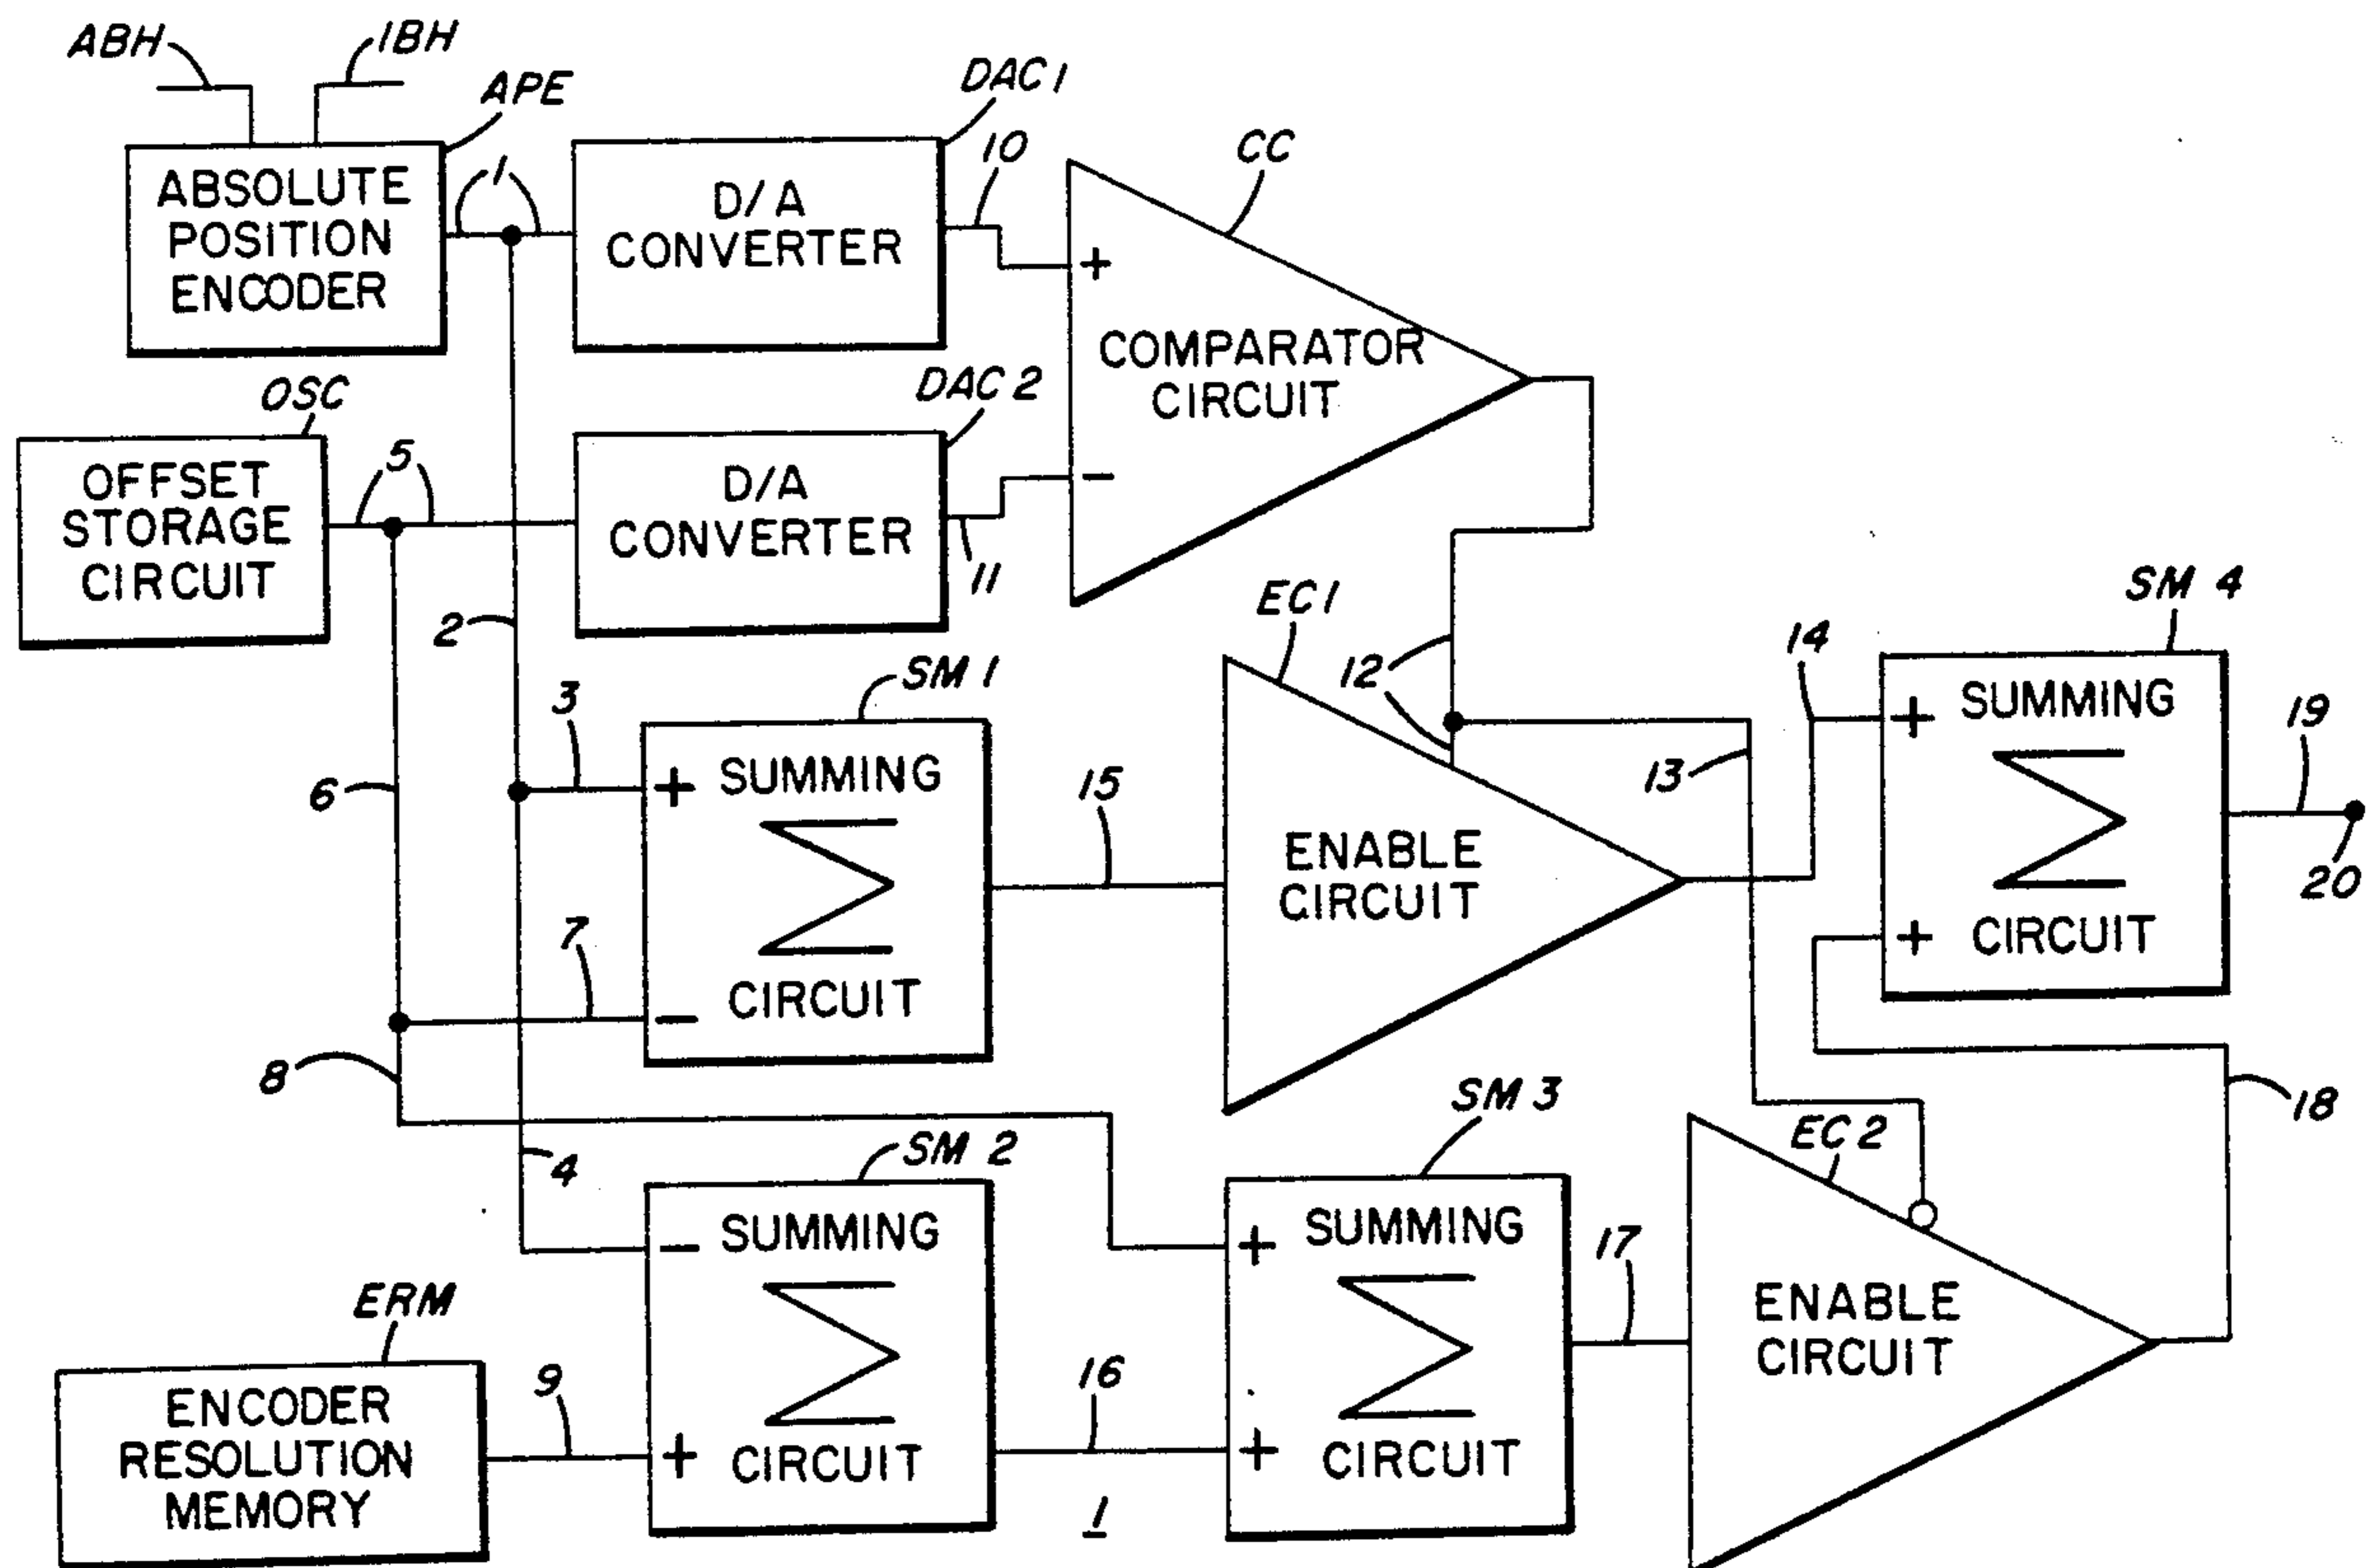 ABH
IBH
APE
DAC 1
ABSOLUTE
POSITION
ENCODER
1
D/A
CONVERTER
10
CC
+
COMPARATOR
CIRCUIT
−
OSC
OFFSET
STORAGE
CIRCUIT
5
DAC 2
D/A
CONVERTER
11
2
6
3
SM 1
+ SUMMING
Σ
− CIRCUIT
7
15
EC 1
12
ENABLE
CIRCUIT
13
14
SM 4
+ SUMMING
Σ
+ CIRCUIT
19
20
8
4
SM 2
− SUMMING
Σ
+ CIRCUIT
ERM
ENCODER
RESOLUTION
MEMORY
9
16
SM 3
+ SUMMING
Σ
+ CIRCUIT
17
EC 2
ENABLE
CIRCUIT
18
1